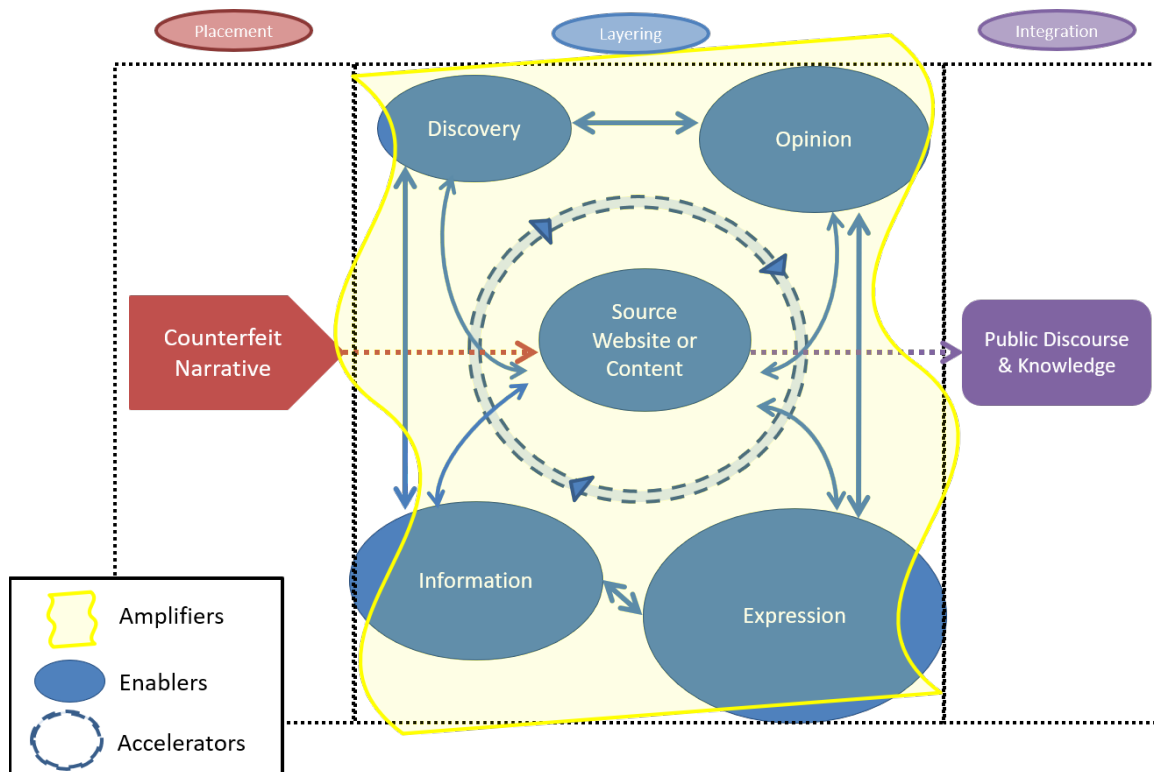 Placement
Layering
Integration
Discovery
Opinion
Counterfeit
Narrative
Source
Website or
Content
Public Discourse
& Knowledge
Information
Expression
Amplifiers
Enablers
Accelerators